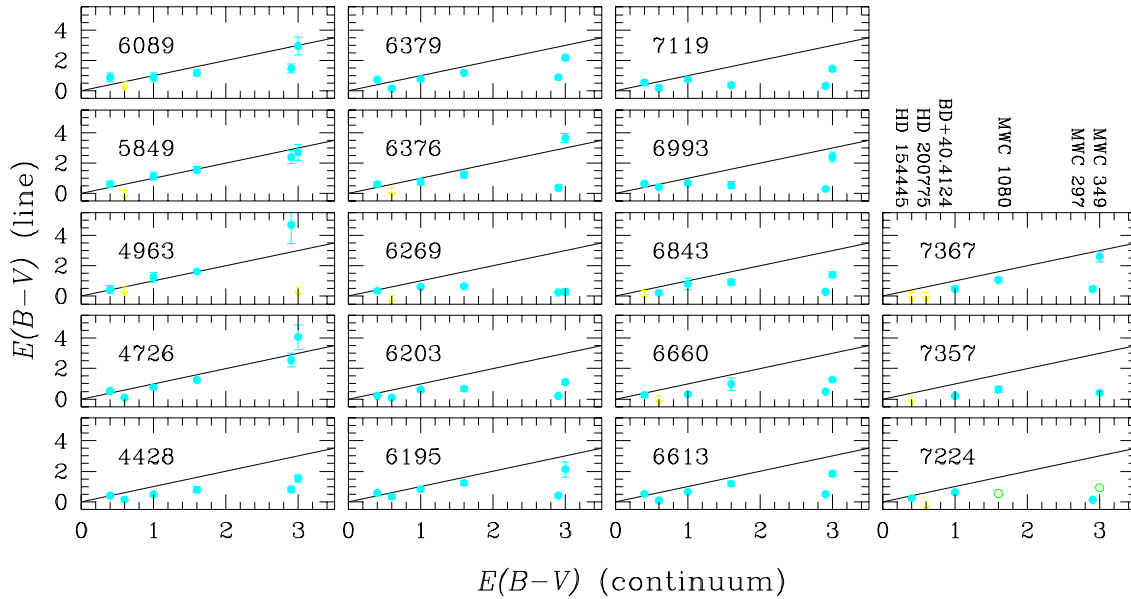 6089
6379
7119
5849
6376
6993
4963
6269
6843
7367
4726
6203
6660
7357
4428
6195
6613
7224
HD 154445
HD 207775
BD+40.4124
MWC 1080
MWC 297
MWC 349
0 2 4
0 2 4
0 2 4
0 2 4
0 2 4
0 1 2 3
0 1 2 3
0 1 2 3
0 1 2 3
E(B−V) (line)
E(B−V) (continuum)